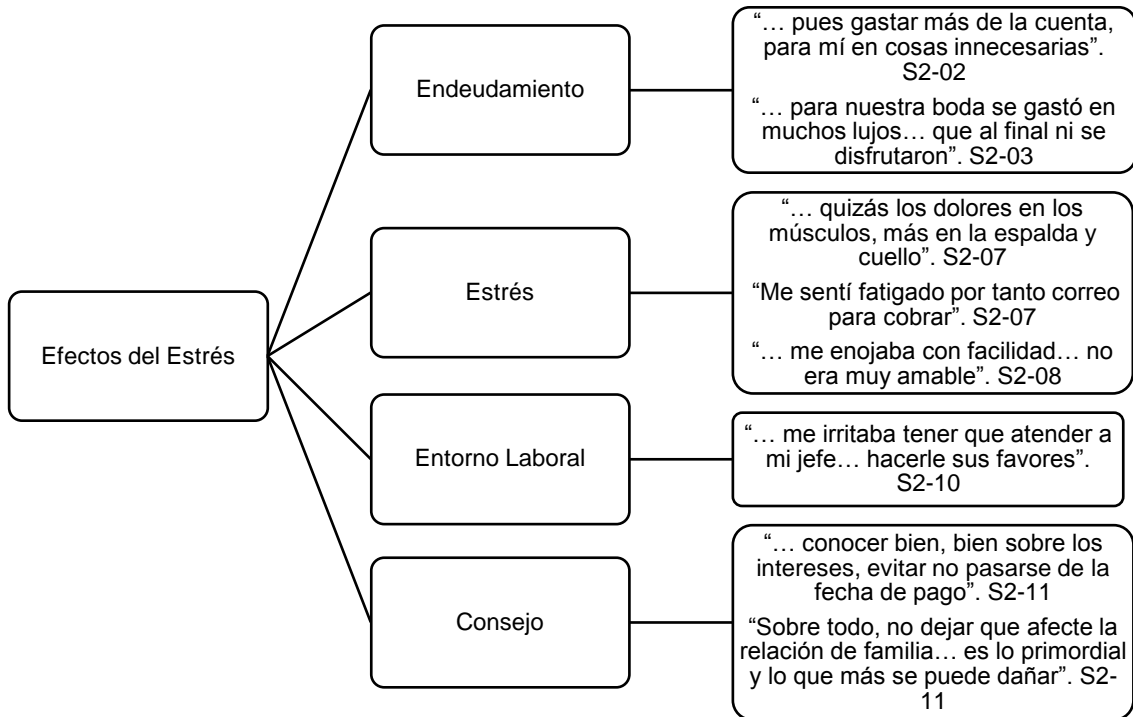 Efectos del Estrés
Endeudamiento
“… pues gastar más de la cuenta,
para mí en cosas innecesarias”.
S2-02
“… para nuestra boda se gastó en
muchos lujos… que al final ni se
disfrutaron”. S2-03
Estrés
“… quizás los dolores en los
músculos, más en la espalda y
cuello”. S2-07
“Me sentí fatigado por tanto correo
para cobrar”. S2-07
“… me enojaba con facilidad… no
era muy amable”. S2-08
Entorno Laboral
“… me irritaba tener que atender a
mi jefe… hacerle sus favores”.
S2-10
Consejo
“… conocer bien, bien sobre los
intereses, evitar no pasarse de la
fecha de pago”. S2-11
“Sobre todo, no dejar que afecte la
relación de familia… es lo primordial
y lo que más se puede dañar”. S2-
11